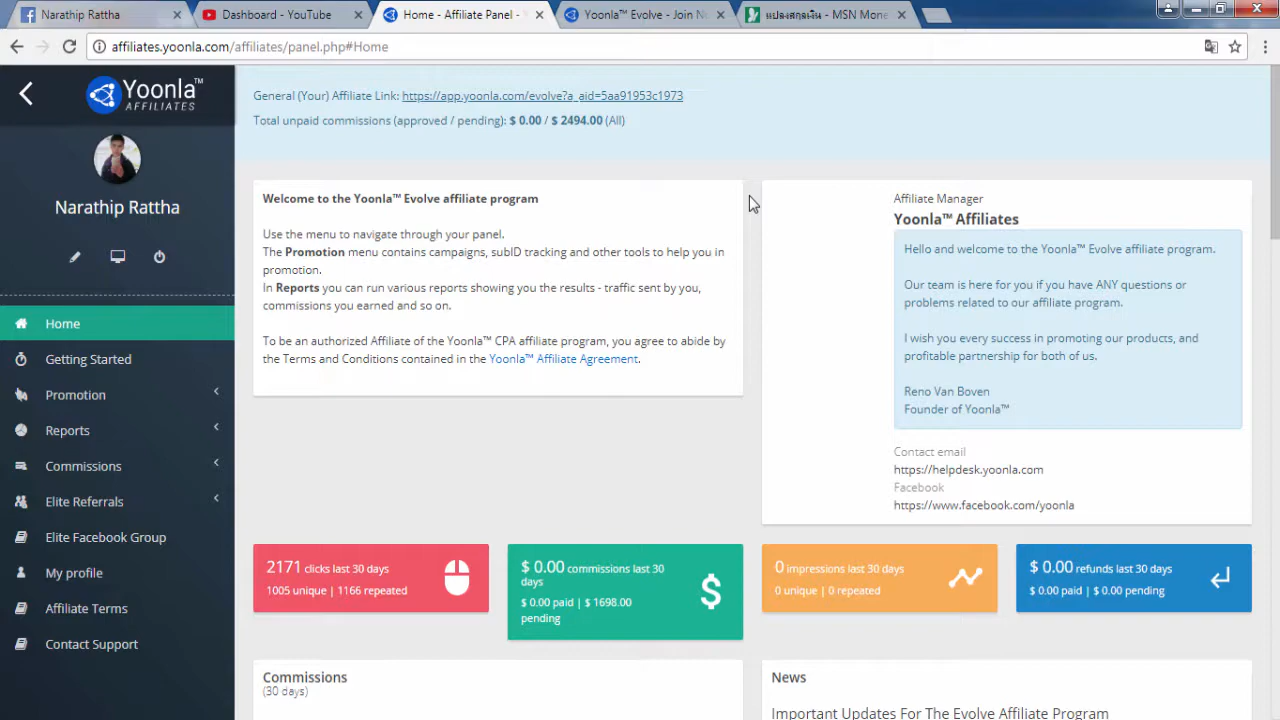 Narathip Rattha
Dashboard - YouTube
Home - Affiliate Panel -
Yoonla™ Evolve - Join N
แปลงสกุลเงิน - MSN Mone
affiliates.yoonla.com/affiliates/panel.php#Home
Yoonla™
AFFILIATES
Narathip Rattha
Home
Getting Started
Promotion
Reports
Commissions
Elite Referrals
Elite Facebook Group
My profile
Affiliate Terms
Contact Support
General (Your) Affiliate Link: https://app.yoonla.com/evolve?a_aid=5aa91953c1973
Total unpaid commissions (approved / pending): $ 0.00 / $ 2494.00 (All)
Welcome to the Yoonla™ Evolve affiliate program
Use the menu to navigate through your panel.
The Promotion menu contains campaigns, subID tracking and other tools to help you in
promotion.
In Reports you can run various reports showing you the results - traffic sent by you,
commissions you earned and so on.
To be an authorized Affiliate of the Yoonla™ CPA affiliate program, you agree to abide by
the Terms and Conditions contained in the Yoonla™ Affiliate Agreement.
Affiliate Manager
Yoonla™ Affiliates
Hello and welcome to the Yoonla™ Evolve affiliate program.
Our team is here for you if you have ANY questions or
problems related to our affiliate program.
I wish you every success in promoting our products, and
profitable partnership for both of us.
Reno Van Boven
Founder of Yoonla™
Contact email
https://helpdesk.yoonla.com
Facebook
https://www.facebook.com/yoonla
2171 clicks last 30 days
1005 unique | 1166 repeated
$ 0.00 commissions last 30
days
$ 0.00 paid | $ 1698.00
pending
0 impressions last 30 days
0 unique | 0 repeated
$ 0.00 refunds last 30 days
$ 0.00 paid | $ 0.00 pending
Commissions
(30 days)
News
Important Updates For The Evolve Affiliate Program